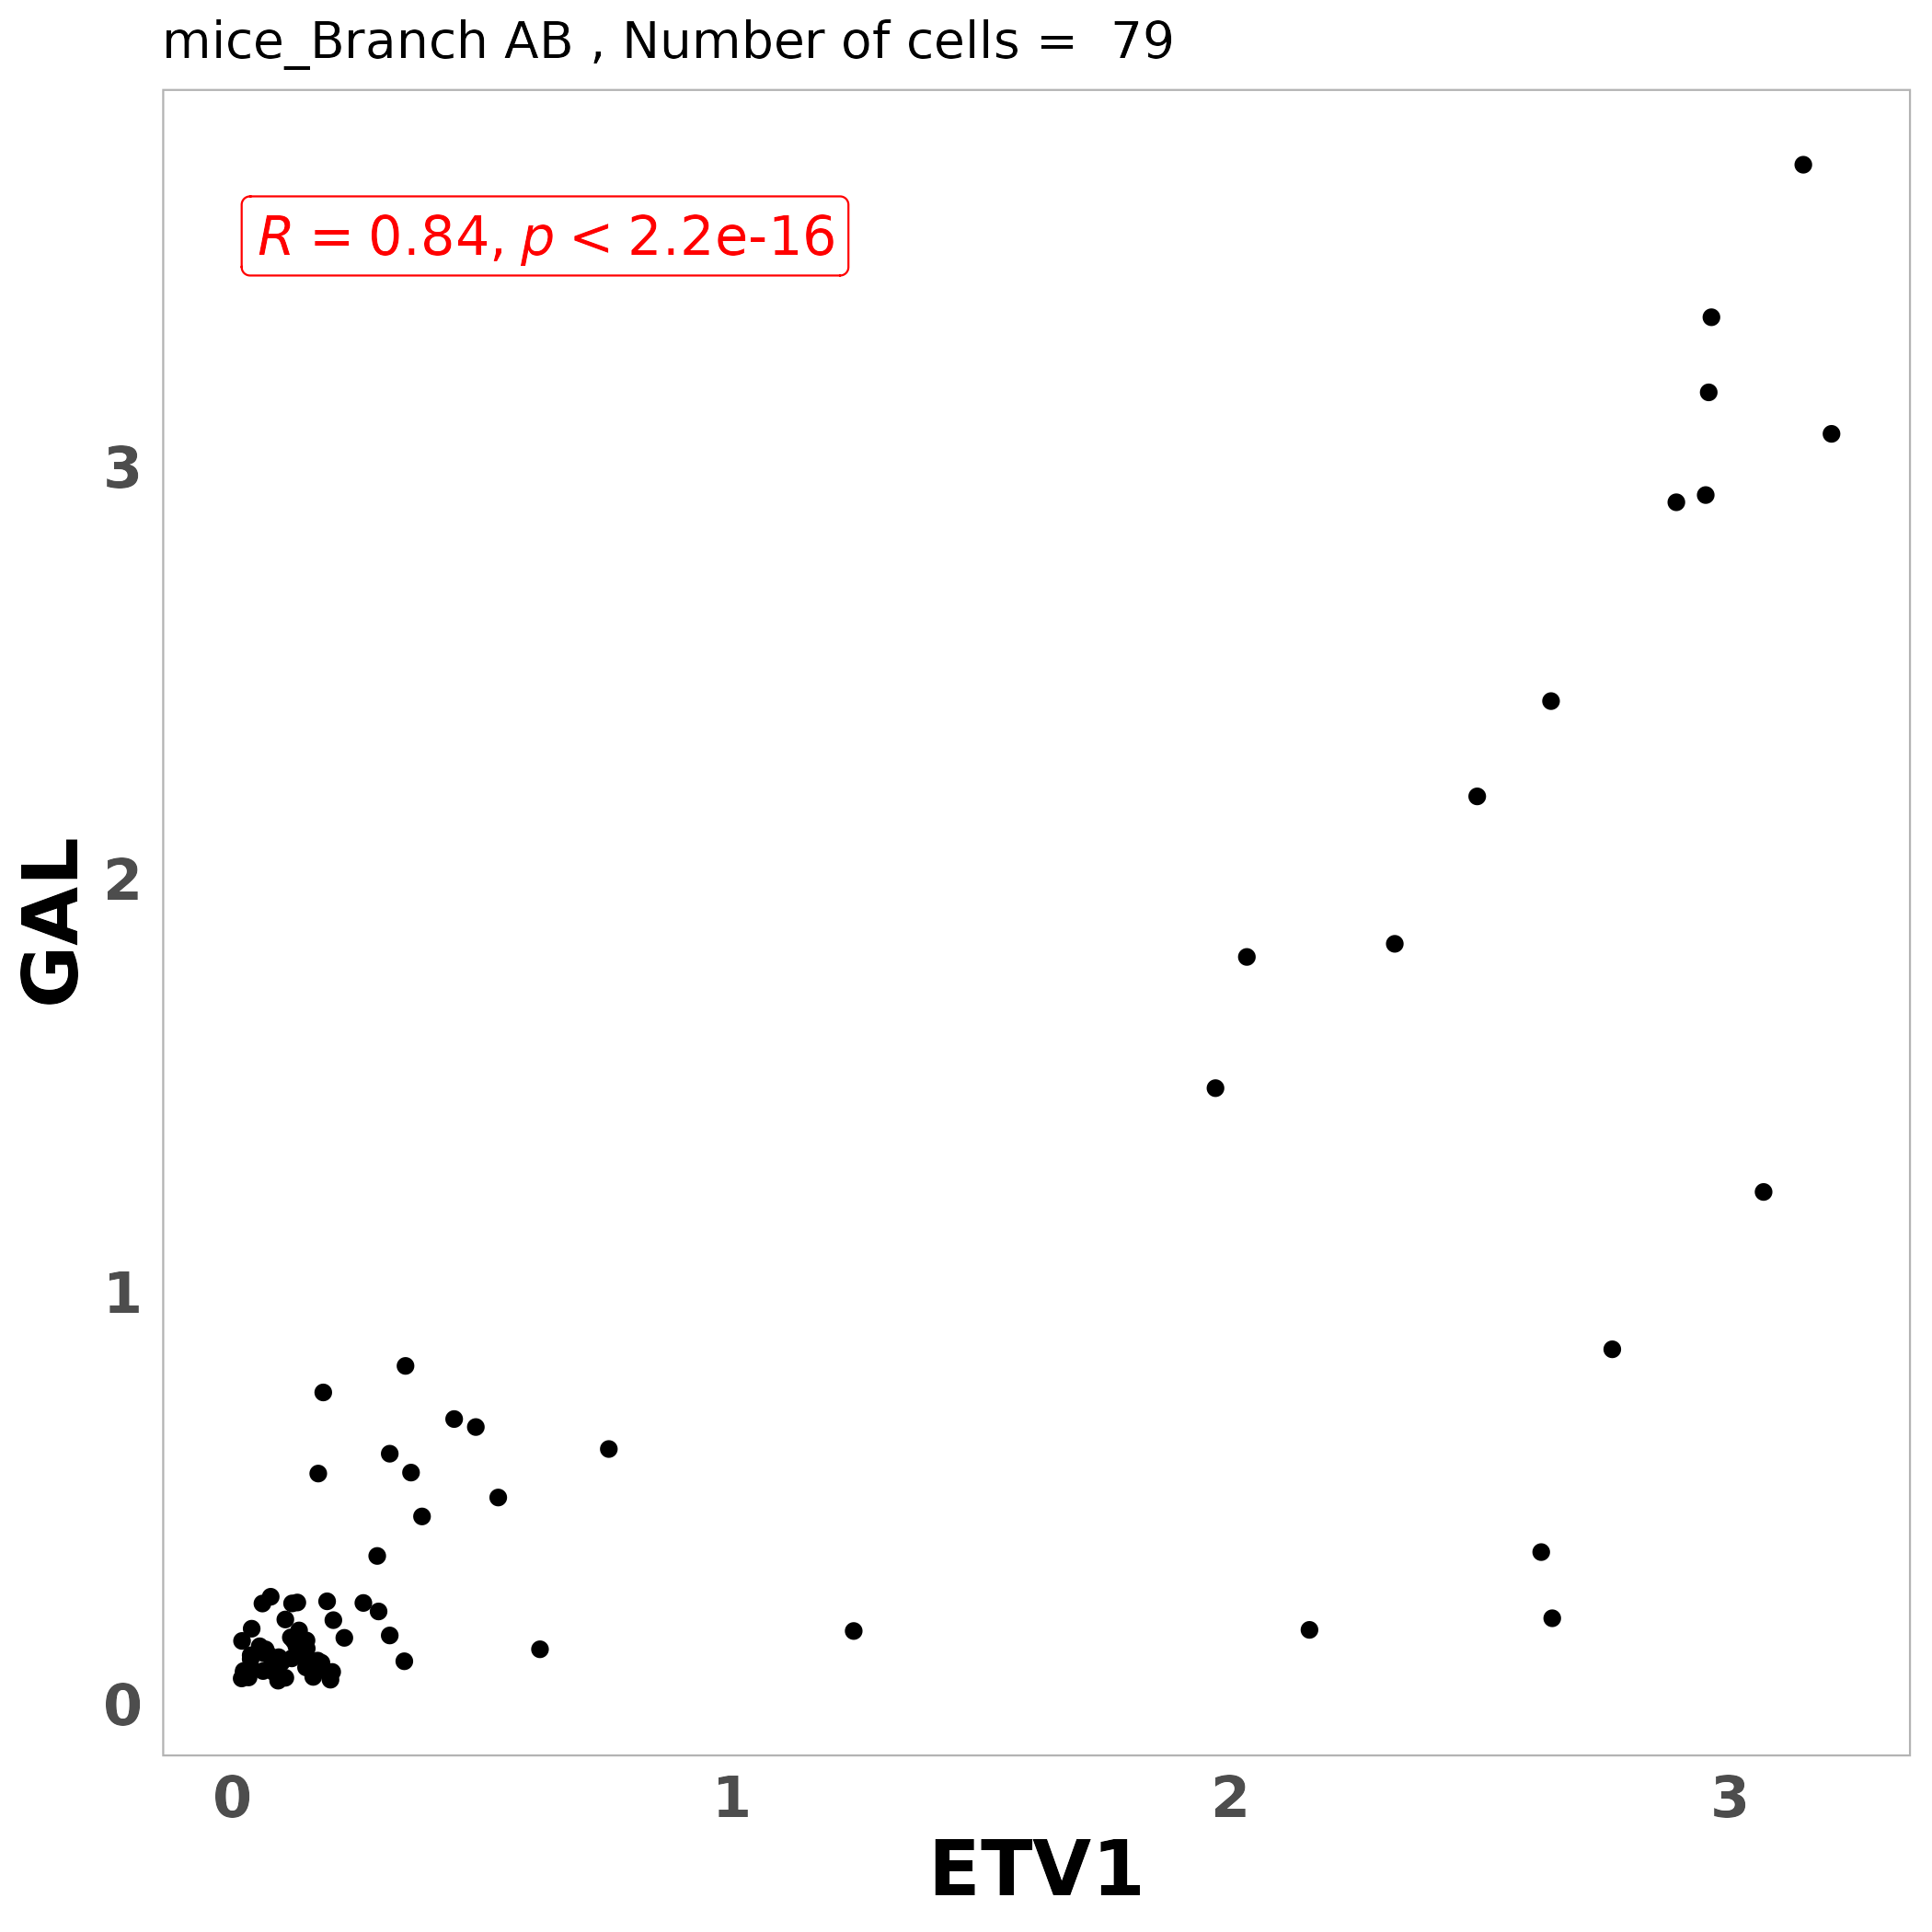 mice_Branch AB , Number of cells =  79
R = 0.84, p < 2.2e-16
GAL
3
2
1
0
0 1 2 3
ETV1